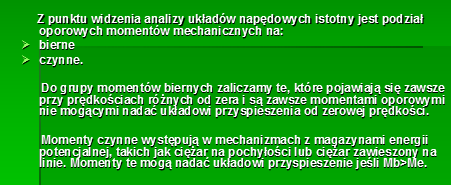 Z punktu widzenia analizy układów napędowych istotny jest podział
oporowych momentów mechanicznych na:
bierne
czynne.
Do grupy momentów biernych zaliczamy te, które pojawiają się zawsze
przy prędkościach różnych od zera i są zawsze momentami oporowymi
nie mogącymi nadać układowi przyspieszenia od zerowej prędkości.
Momenty czynne występują w mechanizmach z magazynami energii
potencjalnej, takich jak ciężar na pochyłości lub ciężar zawieszony na
linie. Momenty te mogą nadać układowi przyspieszenie jeśli Mb>Me.